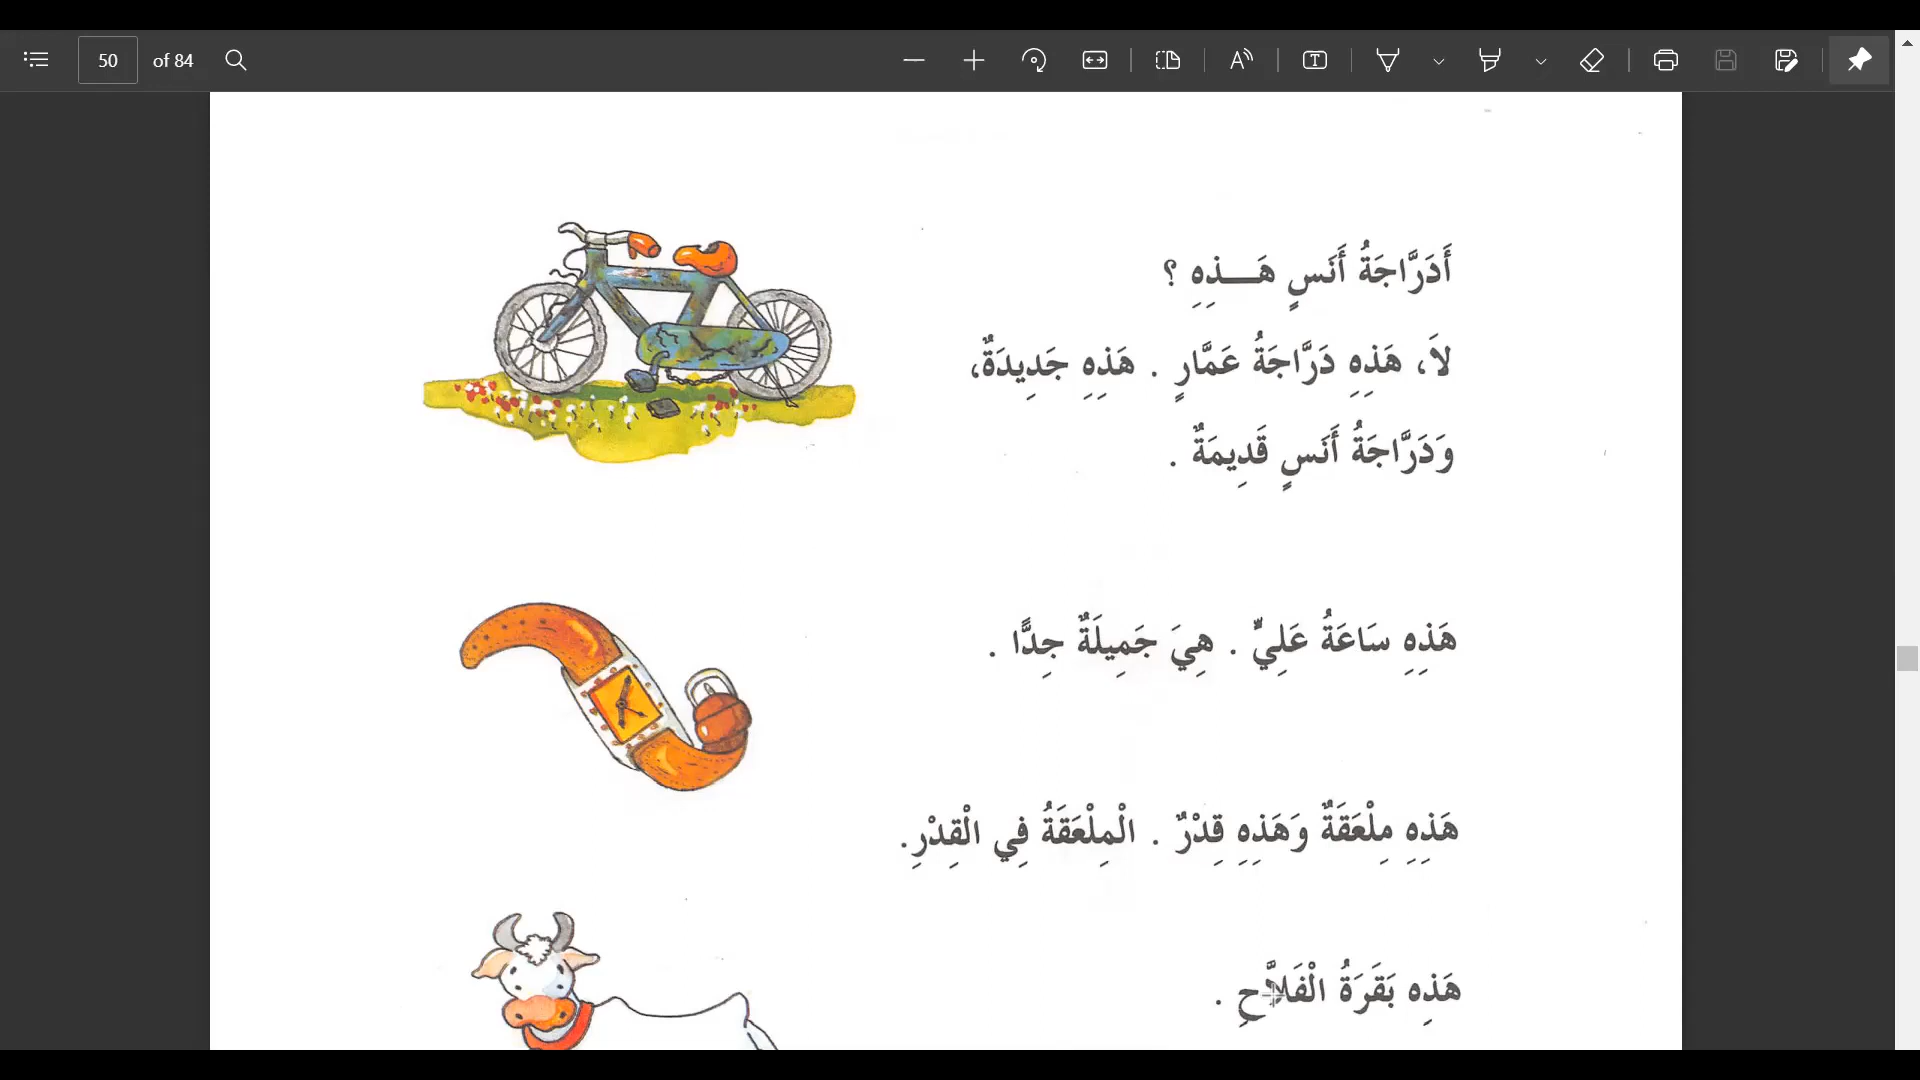 50 of 84
أَدَرَّاجَةُ أَنَسٍ هَـــذِهِ ؟
لاَ، هَذِهِ دَرَّاجَةُ عَمَّارٍ . هَذِهِ جَدِيدَةٌ،
وَدَرَّاجَةُ أَنَسٍ قَدِيمَةٌ .
هَذِهِ سَاعَةُ عَلِيٍّ . هِيَ جَمِيلَةٌ جِدًّا .
هَذِهِ مِلْعَقَةٌ وَهَذِهِ قِدْرٌ . الْمِلْعَقَةُ فِي الْقِدْرِ.
هَذِه بَقَرَةُ الْفَلاَّحِ .